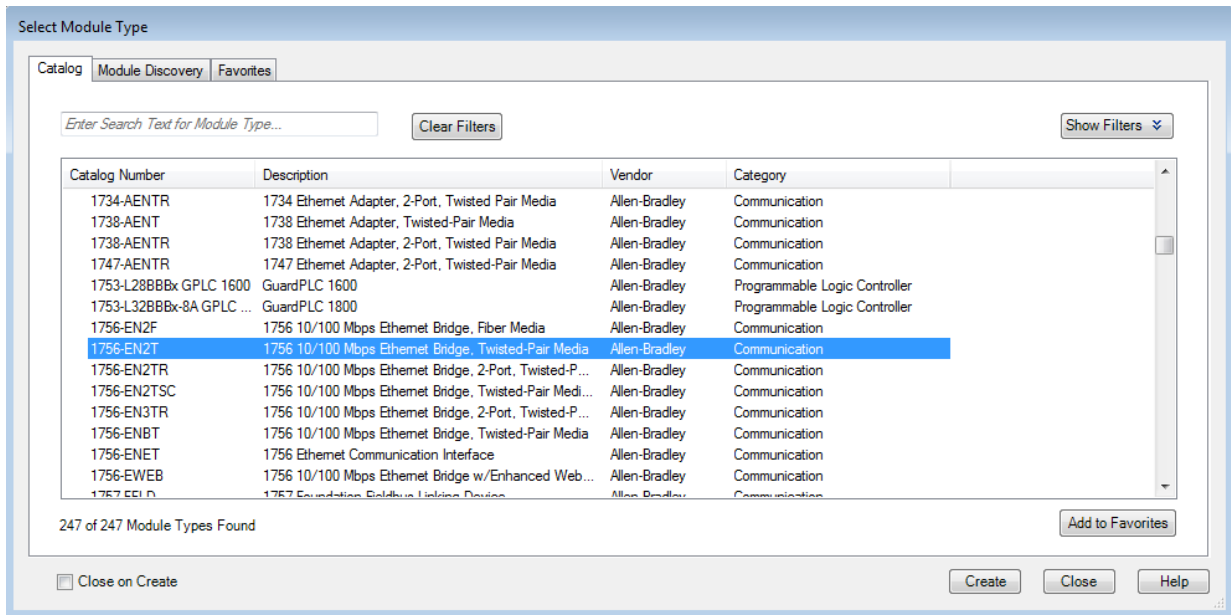 Select Module Type
Catalog Module Discovery Favorites
Enter Search Text for Module Type... Clear Filters Show Filters
Catalog Number Description Vendor Category
1734-AENTR 1734 Ethernet Adapter, 2-Port, Twisted Pair Media Allen-Bradley Communication
1738-AENT 1738 Ethernet Adapter, Twisted-Pair Media Allen-Bradley Communication
1738-AENTR 1738 Ethernet Adapter, 2-Port, Twisted Pair Media Allen-Bradley Communication
1747-AENTR 1747 Ethernet Adapter, 2-Port, Twisted-Pair Media Allen-Bradley Communication
1753-L28BBBx GPLC 1600 GuardPLC 1600 Allen-Bradley Programmable Logic Controller
1753-L32BBBx-8A GPLC ... GuardPLC 1800 Allen-Bradley Programmable Logic Controller
1756-EN2F 1756 10/100 Mbps Ethernet Bridge, Fiber Media Allen-Bradley Communication
1756-EN2T 1756 10/100 Mbps Ethernet Bridge, Twisted-Pair Media Allen-Bradley Communication
1756-EN2TR 1756 10/100 Mbps Ethernet Bridge, 2-Port, Twisted-P... Allen-Bradley Communication
1756-EN2TSC 1756 10/100 Mbps Ethernet Bridge, Twisted-Pair Medi... Allen-Bradley Communication
1756-EN3TR 1756 10/100 Mbps Ethernet Bridge, 2-Port, Twisted-P... Allen-Bradley Communication
1756-ENBT 1756 10/100 Mbps Ethernet Bridge, Twisted-Pair Media Allen-Bradley Communication
1756-ENET 1756 Ethernet Communication Interface Allen-Bradley Communication
1756-EWEB 1756 10/100 Mbps Ethernet Bridge w/Enhanced Web... Allen-Bradley Communication
1757-FFLD 1757 Foundation Fieldbus Linking Device Allen-Bradley Communication
247 of 247 Module Types Found Add to Favorites
Close on Create Create Close Help